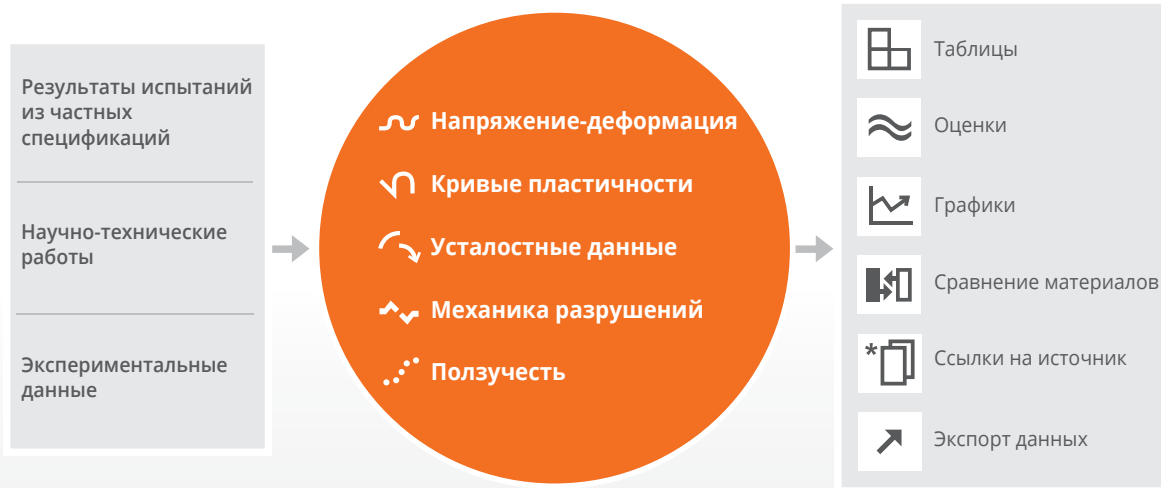 Результаты испытаний
из частных
спецификаций
Научно-технические
работы
Экспериментальные
данные
Напряжение-деформация
Кривые пластичности
Усталостные данные
Механика разрушений
Ползучесть
Таблицы
Оценки
Графики
Сравнение материалов
* Ссылки на источник
Экспорт данных